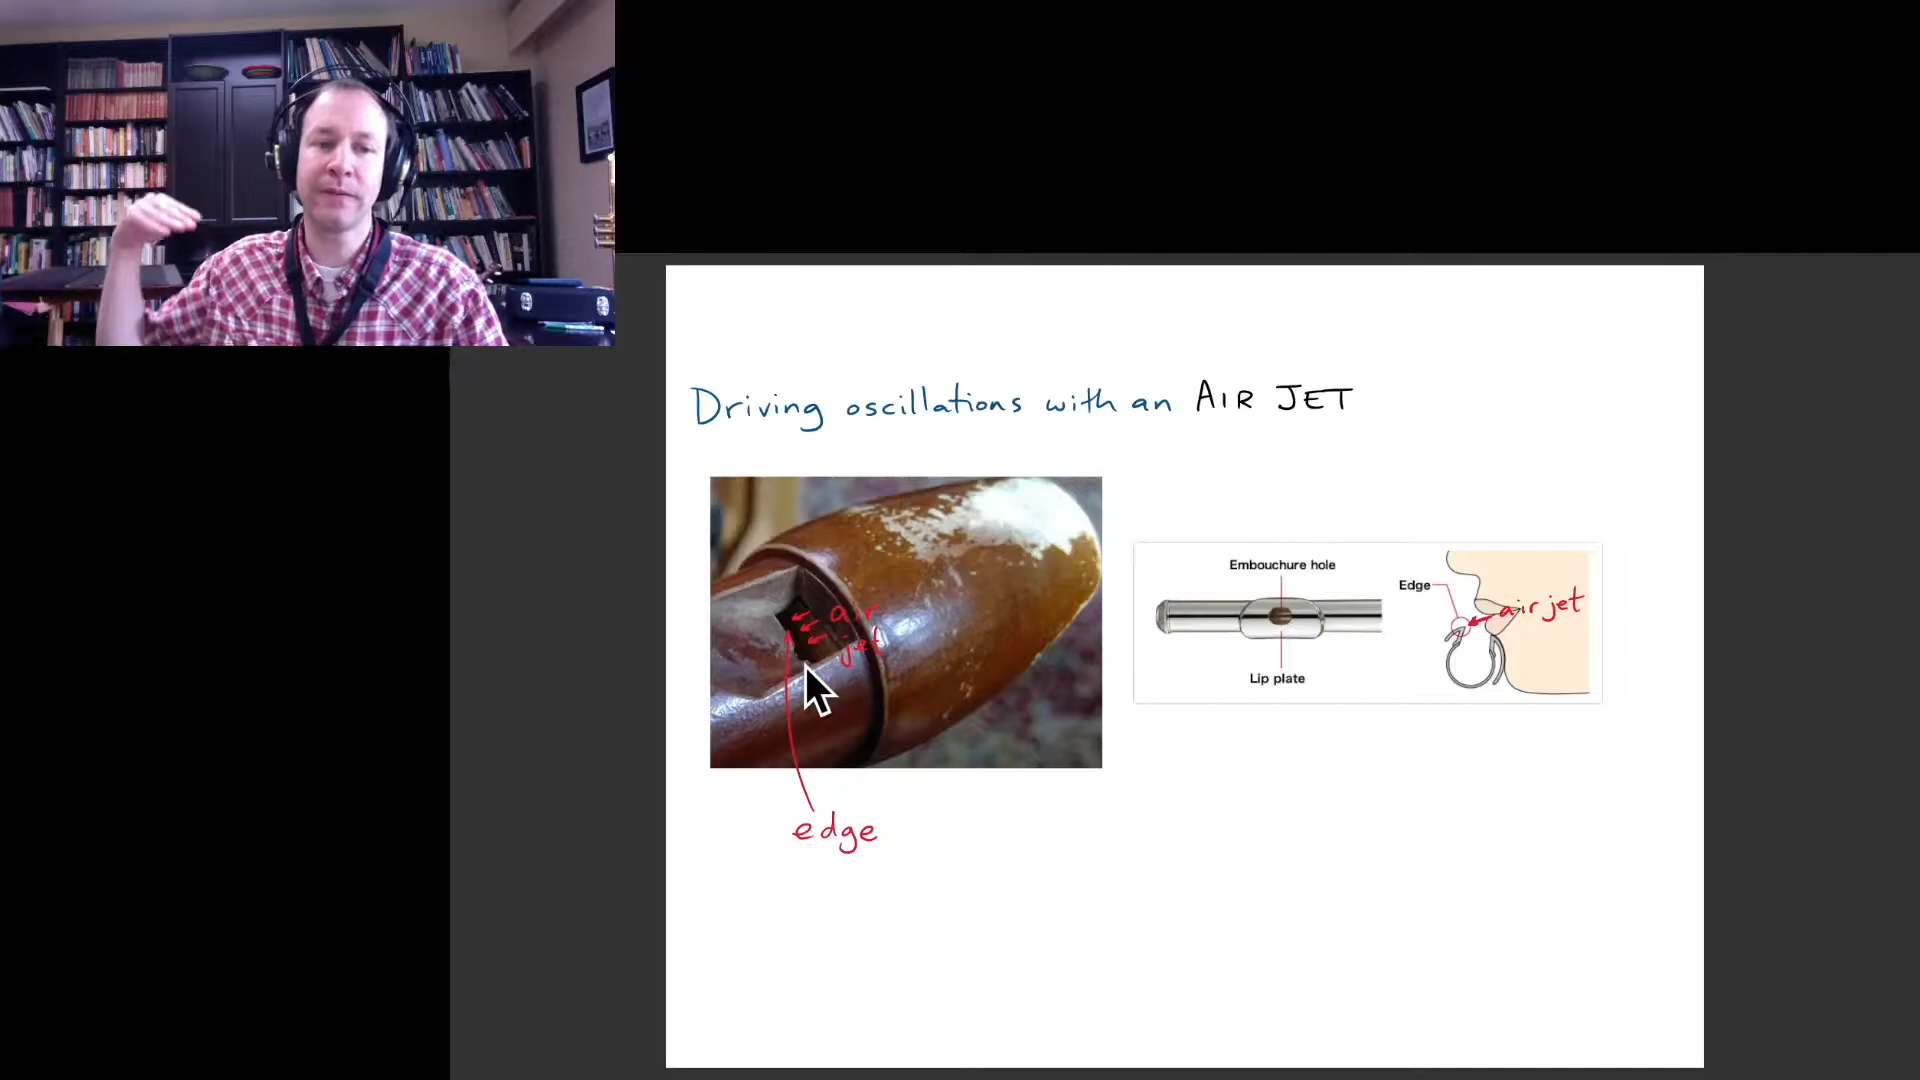 Driving oscillations with an AIR JET
air
jet
edge
Embouchure hole
Lip plate
Edge
air jet